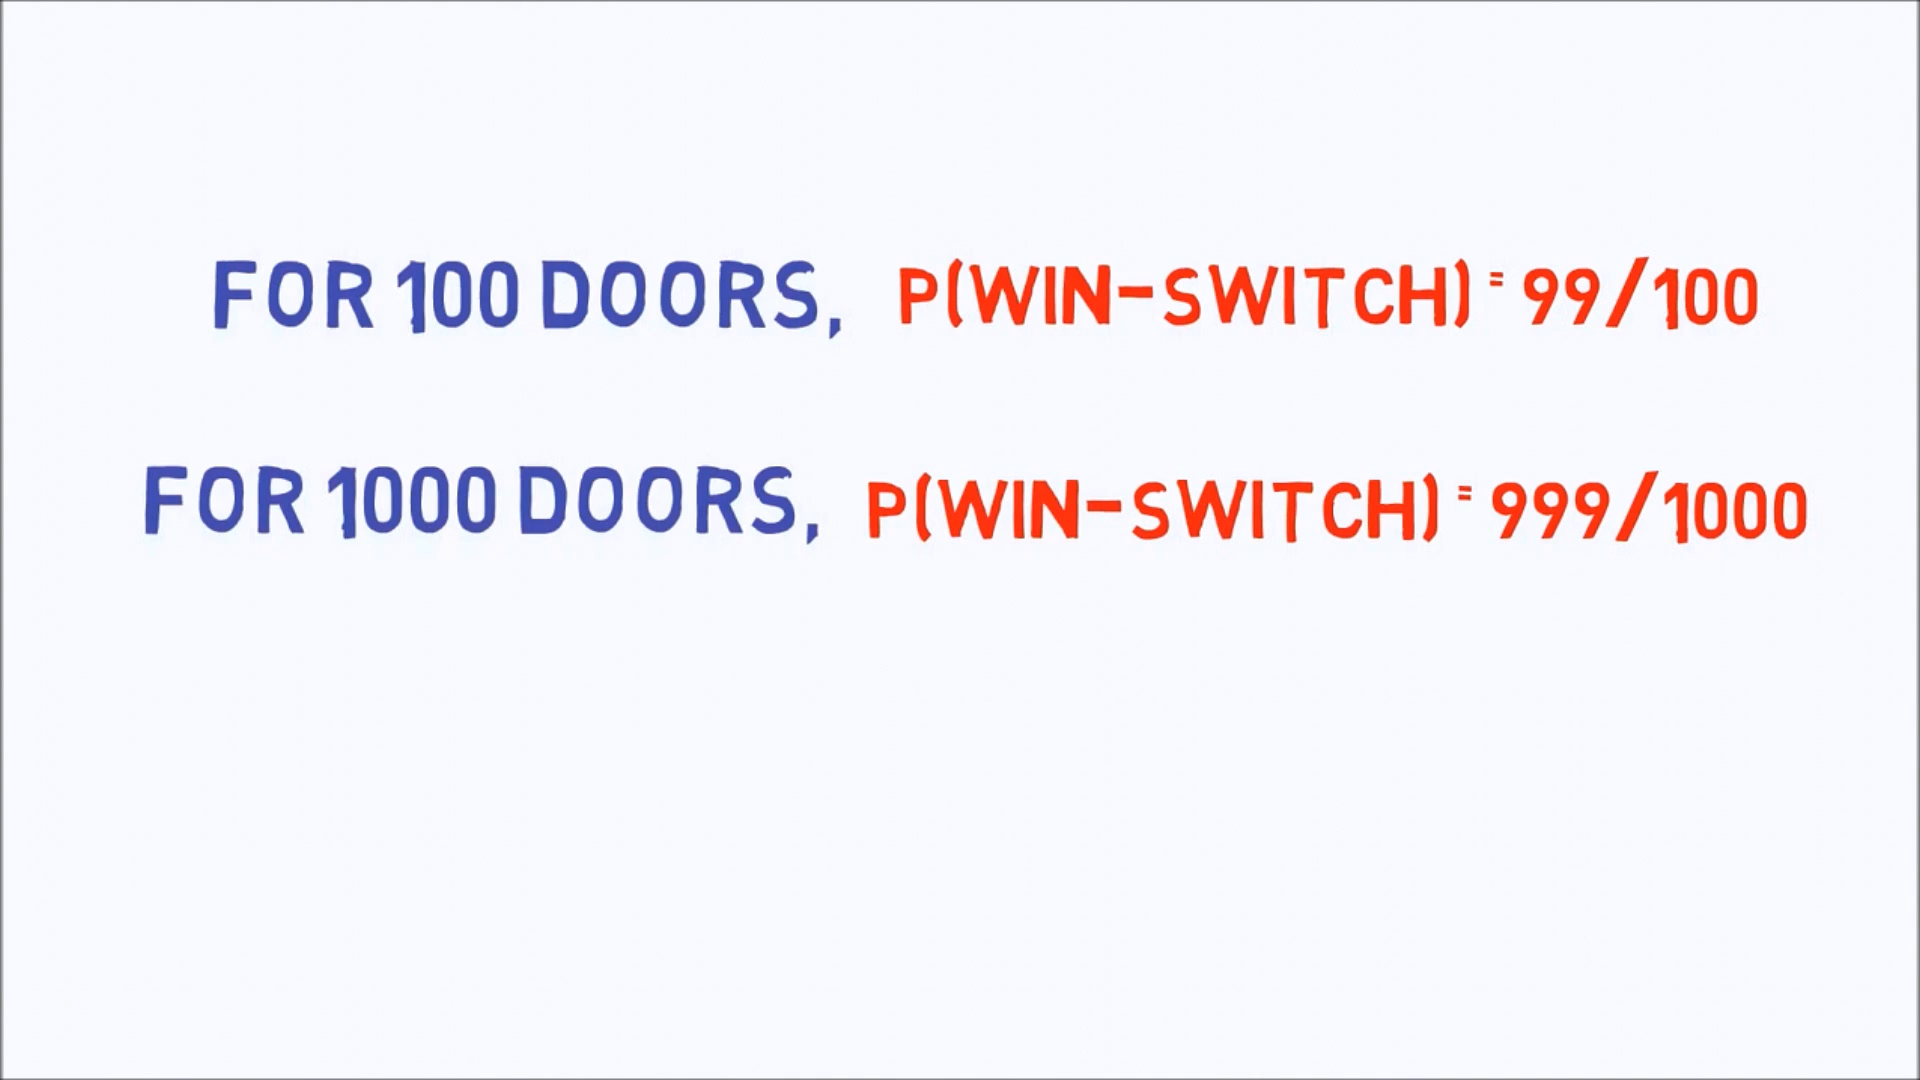 FOR 100 DOORS, P(WIN-SWITCH) = 99/100
FOR 1000 DOORS, P(WIN-SWITCH) = 999/1000